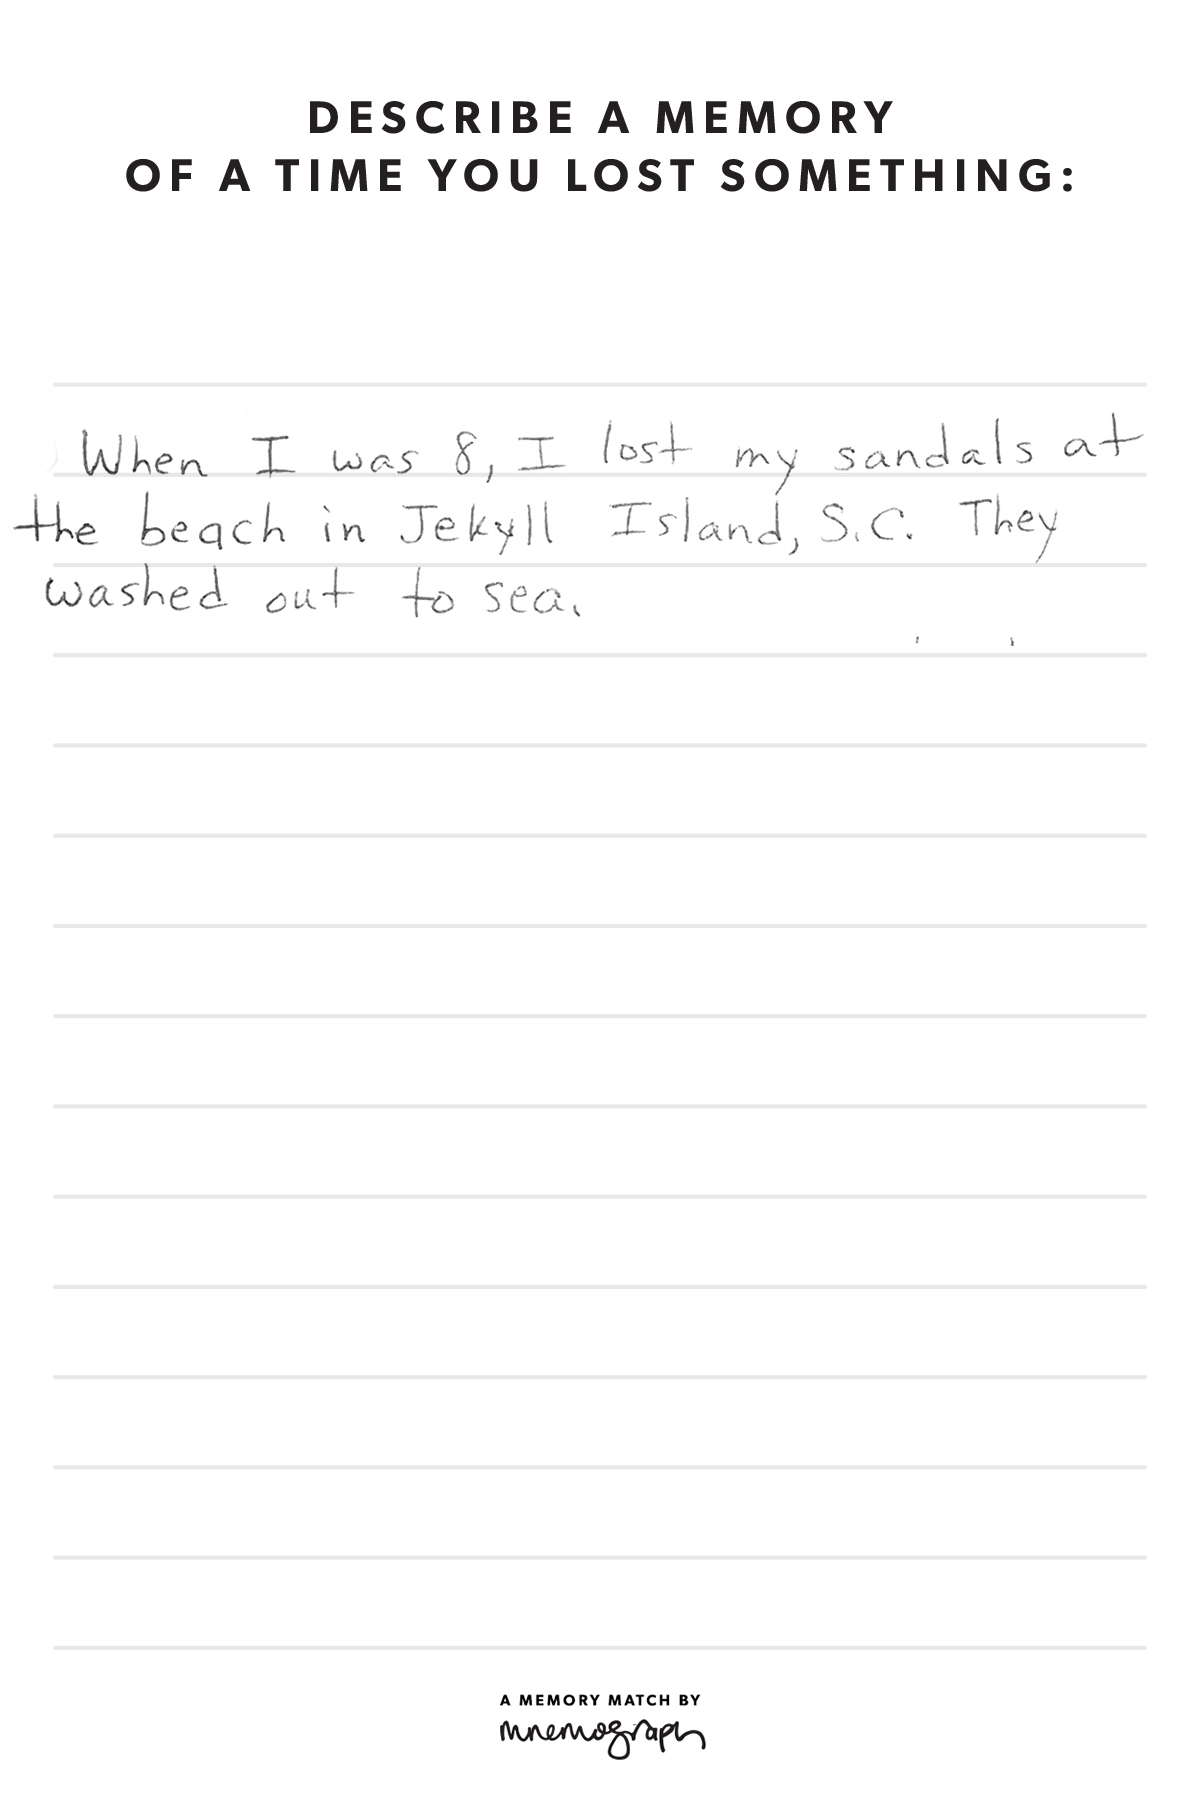 DESCRIBE A MEMORY
OF A TIME YOU LOST SOMETHING:
When I was 8, I lost my sandals at
the beach in Jekyll Island, S.C. They
washed out to sea.
A MEMORY MATCH BY
mnemograph